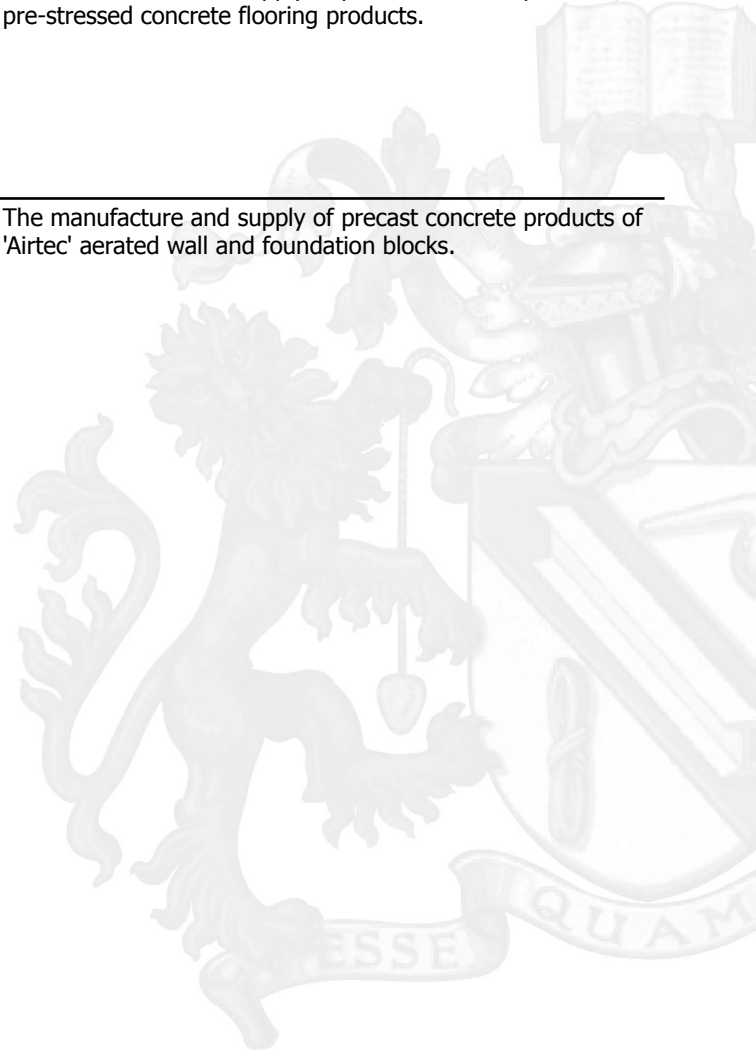 pre-stressed concrete flooring products.
The manufacture and supply of precast concrete products of
'Airtec' aerated wall and foundation blocks.
ESSE
QUAM